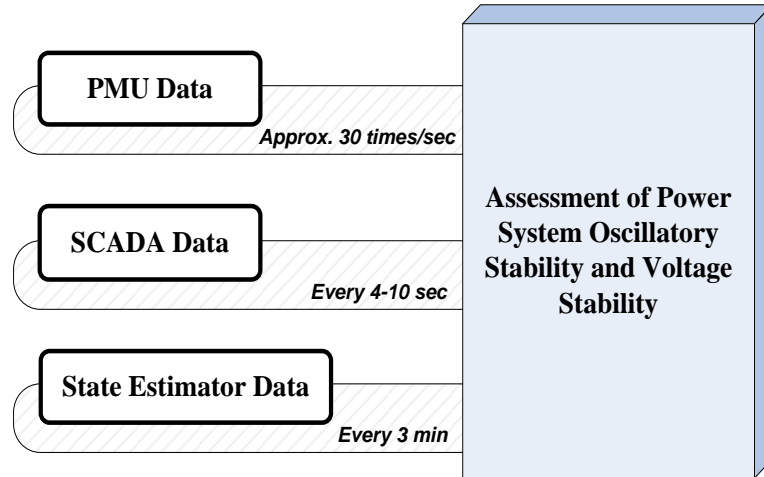 PMU Data
Approx. 30 times/sec
SCADA Data
Every 4-10 sec
State Estimator Data
Every 3 min
Assessment of Power
System Oscillatory
Stability and Voltage
Stability